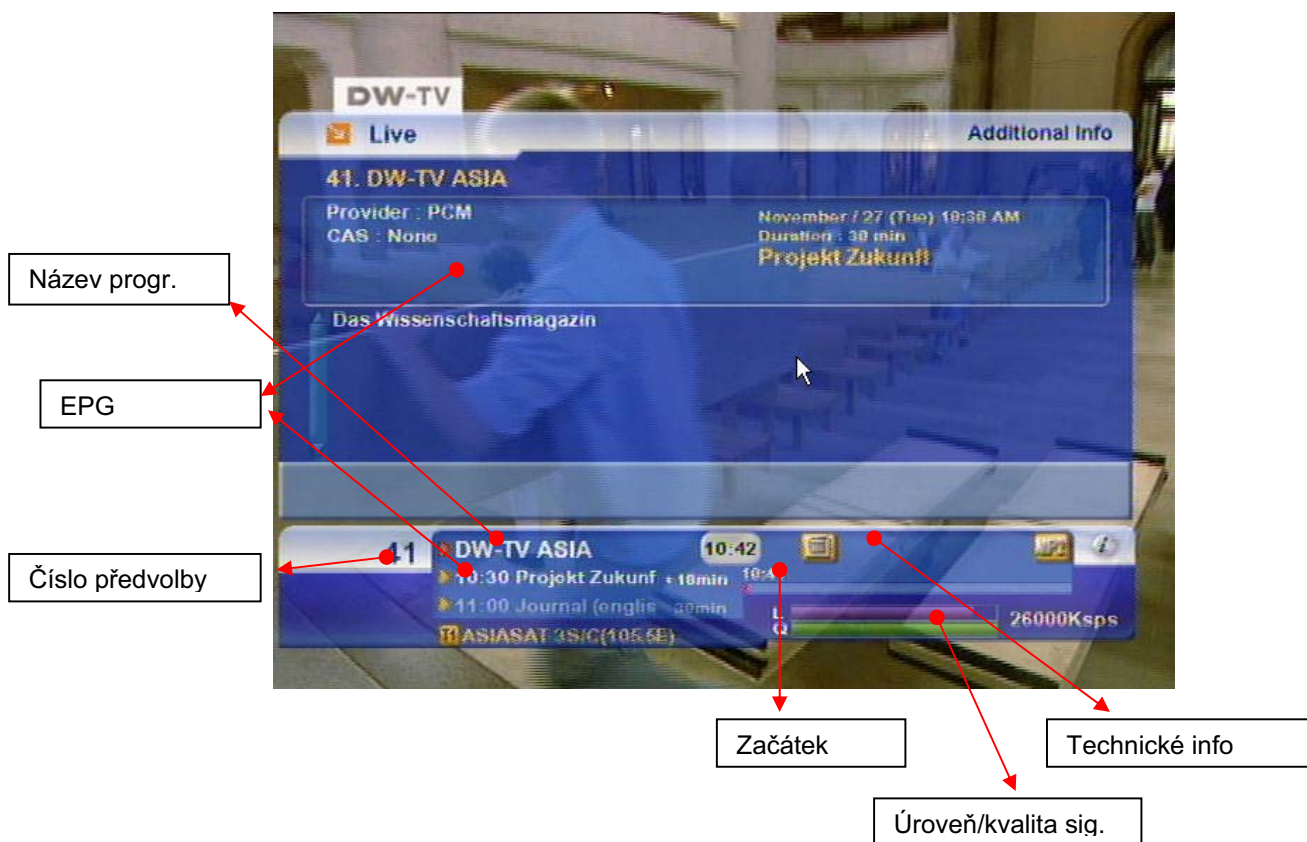 DW-TV
Live
Additional Info
41. DW-TV ASIA
Provider : PCM
CAS : None
November / 27 (Tue) 10:30 AM
Duration : 30 min
Projekt Zukunft
Das Wissenschaftsmagazin
Název progr.
EPG
Číslo předvolby
41
DW-TV ASIA
10:42
10:30 Projekt Zukunf +18min
11:00 Journal (englis 30min
ASIASAT 3S/C(105.5E)
L
Q
26000Ksps
Začátek
Technické info
Úroveň/kvalita sig.